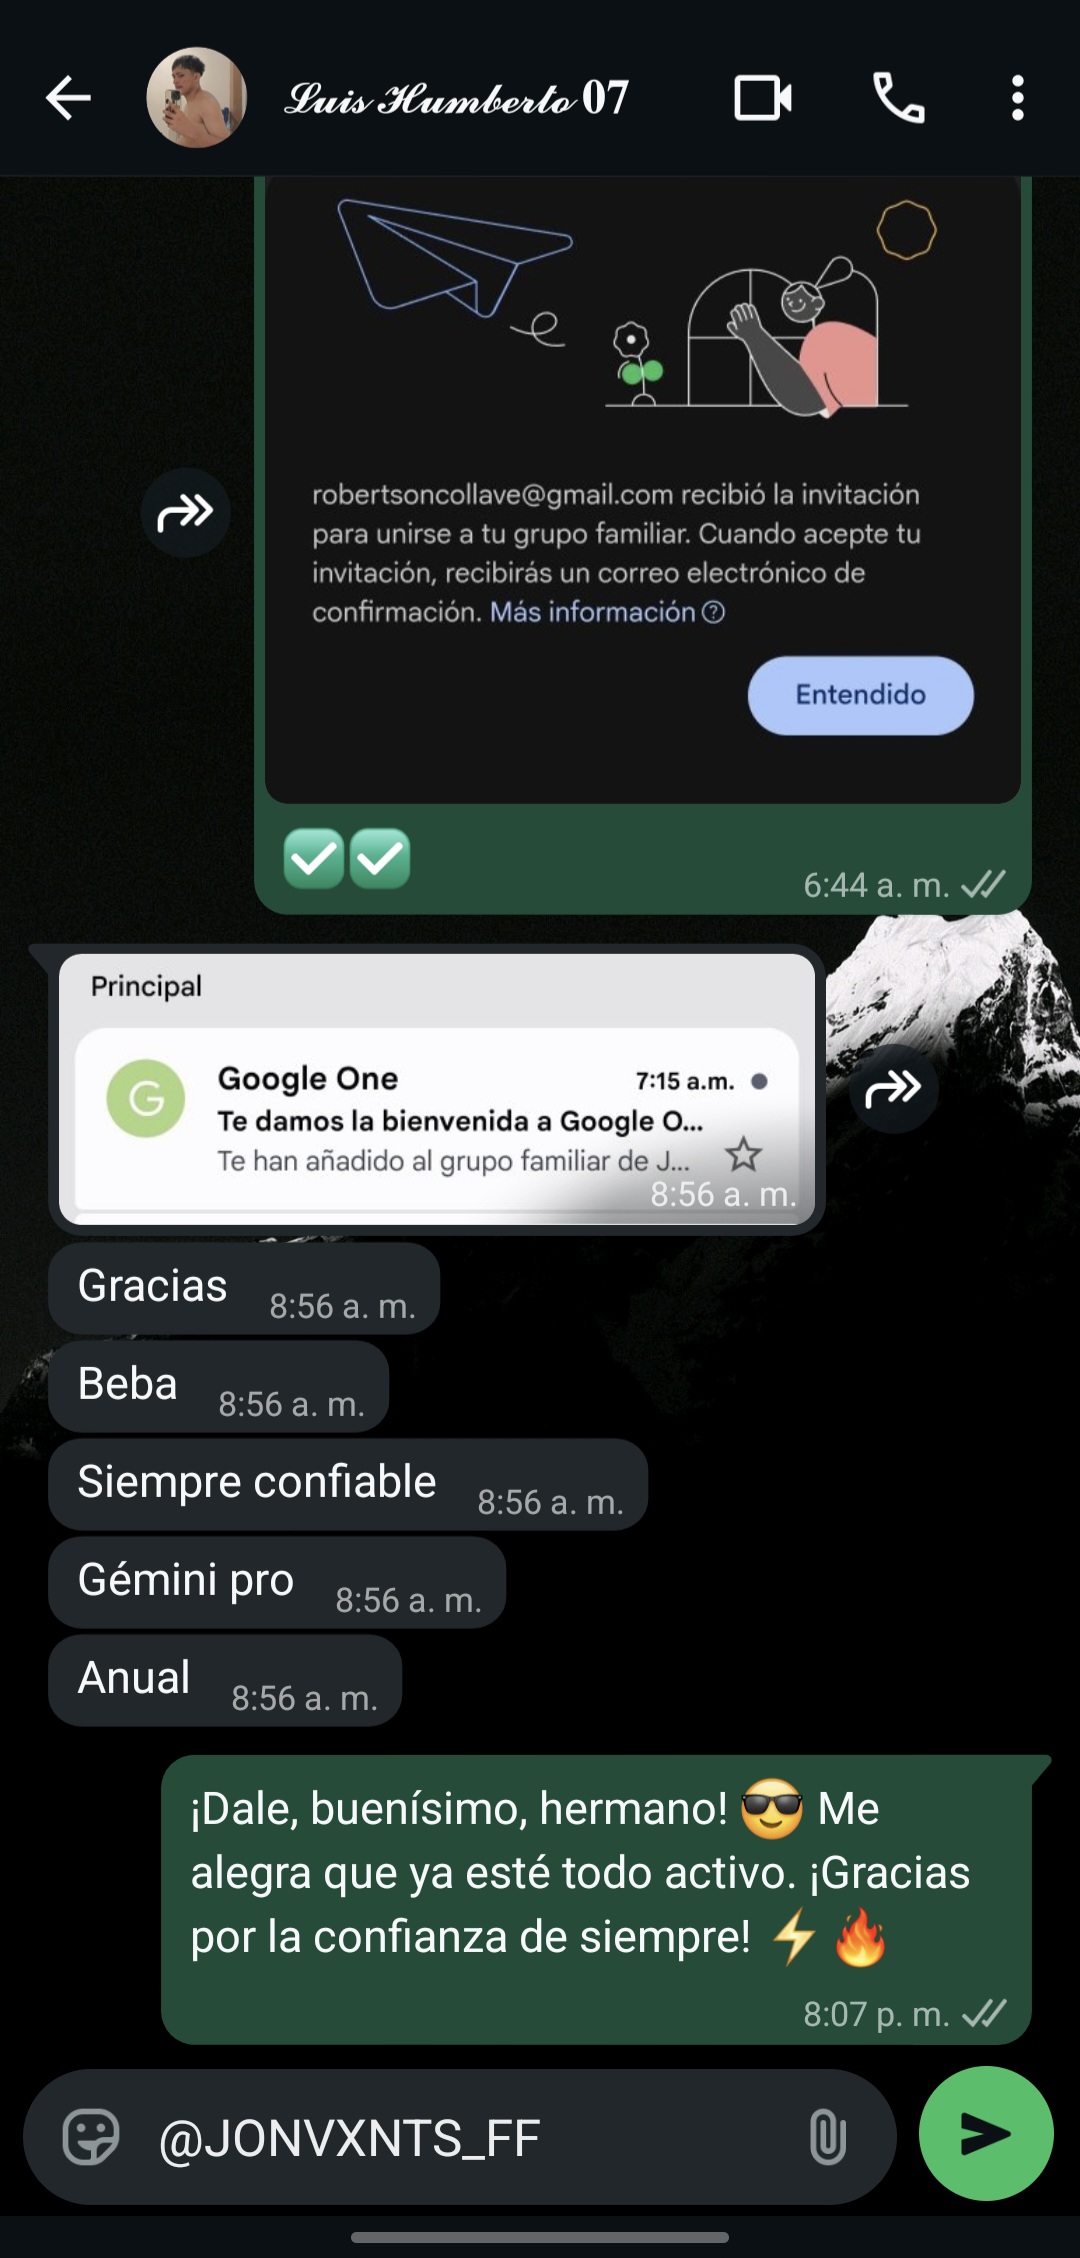 𝓛𝓾𝓲𝓼 𝓗𝓾𝓶𝓫𝓮𝓻𝓽𝓸 𝟎𝟕
robertsoncollave@gmail.com recibió la invitación
para unirse a tu grupo familiar. Cuando acepte tu
invitación, recibirás un correo electrónico de
confirmación. Más información
Entendido
✅✅
6:44 a. m.
Principal
G
Google One 7:15 a.m.
Te damos la bienvenida a Google O...
Te han añadido al grupo familiar de J...
8:56 a. m.
Gracias 8:56 a. m.
Beba 8:56 a. m.
Siempre confiable 8:56 a. m.
Gémini pro 8:56 a. m.
Anual 8:56 a. m.
¡Dale, buenísimo, hermano! 😎 Me
alegra que ya esté todo activo. ¡Gracias
por la confianza de siempre! ⚡🔥
8:07 p. m.
@JONVXNTS_FF